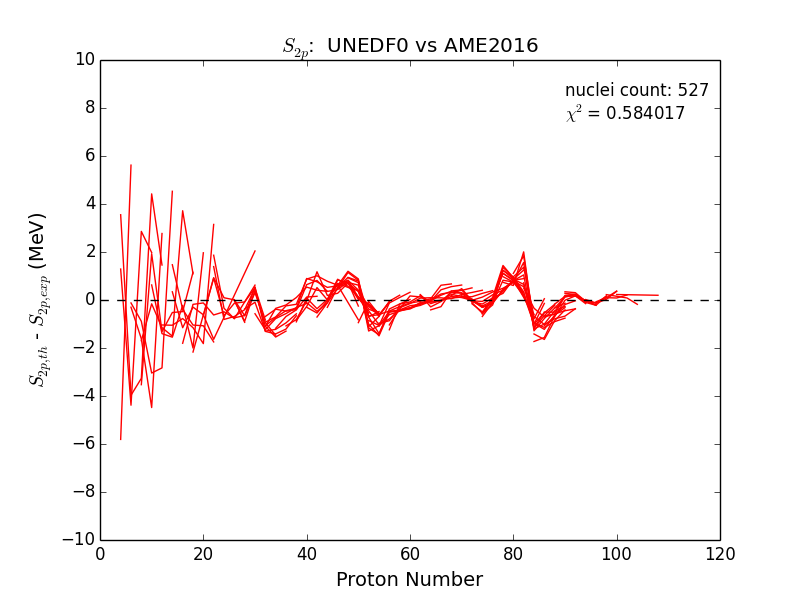 S₂ₚ: UNEDF0 vs AME2016
nuclei count: 527
χ² = 0.584017
S₂ₚ,ₜₕ - S₂ₚ,ₑₓₚ (MeV)
10
8
6
4
2
0
−2
−4
−6
−8
−10
0 20 40 60 80 100 120
Proton Number